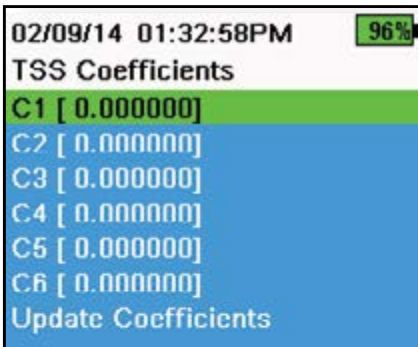 02/09/14 01:32:58PM 96%
TSS Coefficients
C1 [ 0.000000]
C2 [ 0.000000]
C3 [ 0.000000]
C4 [ 0.000000]
C5 [ 0.000000]
C6 [ 0.000000]
Update Coefficients